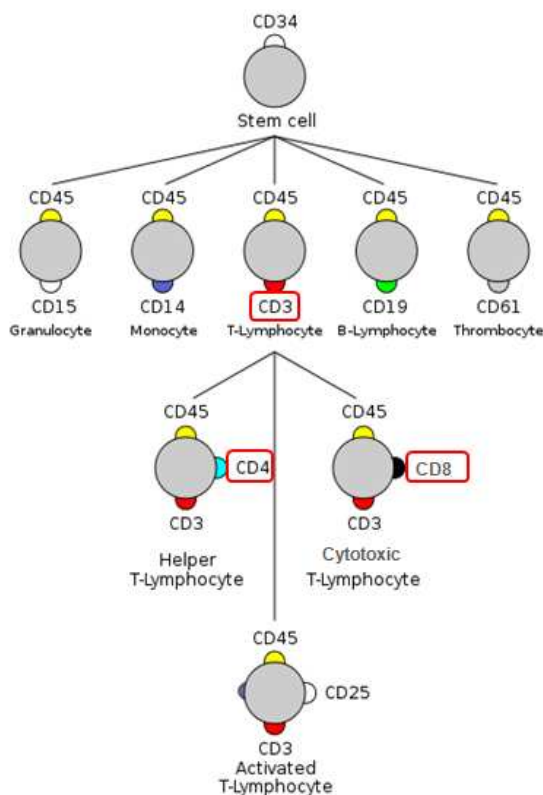 CD34
Stem cell
CD45 CD45 CD45 CD45 CD45
CD15 CD14 CD3 CD19 CD61
Granulocyte Monocyte T-Lymphocyte B-Lymphocyte Thrombocyte
CD45 CD45
CD4 CD8
CD3 CD3
Helper Cytotoxic
T-Lymphocyte T-Lymphocyte
CD45
CD25
CD3
Activated
T-Lymphocyte